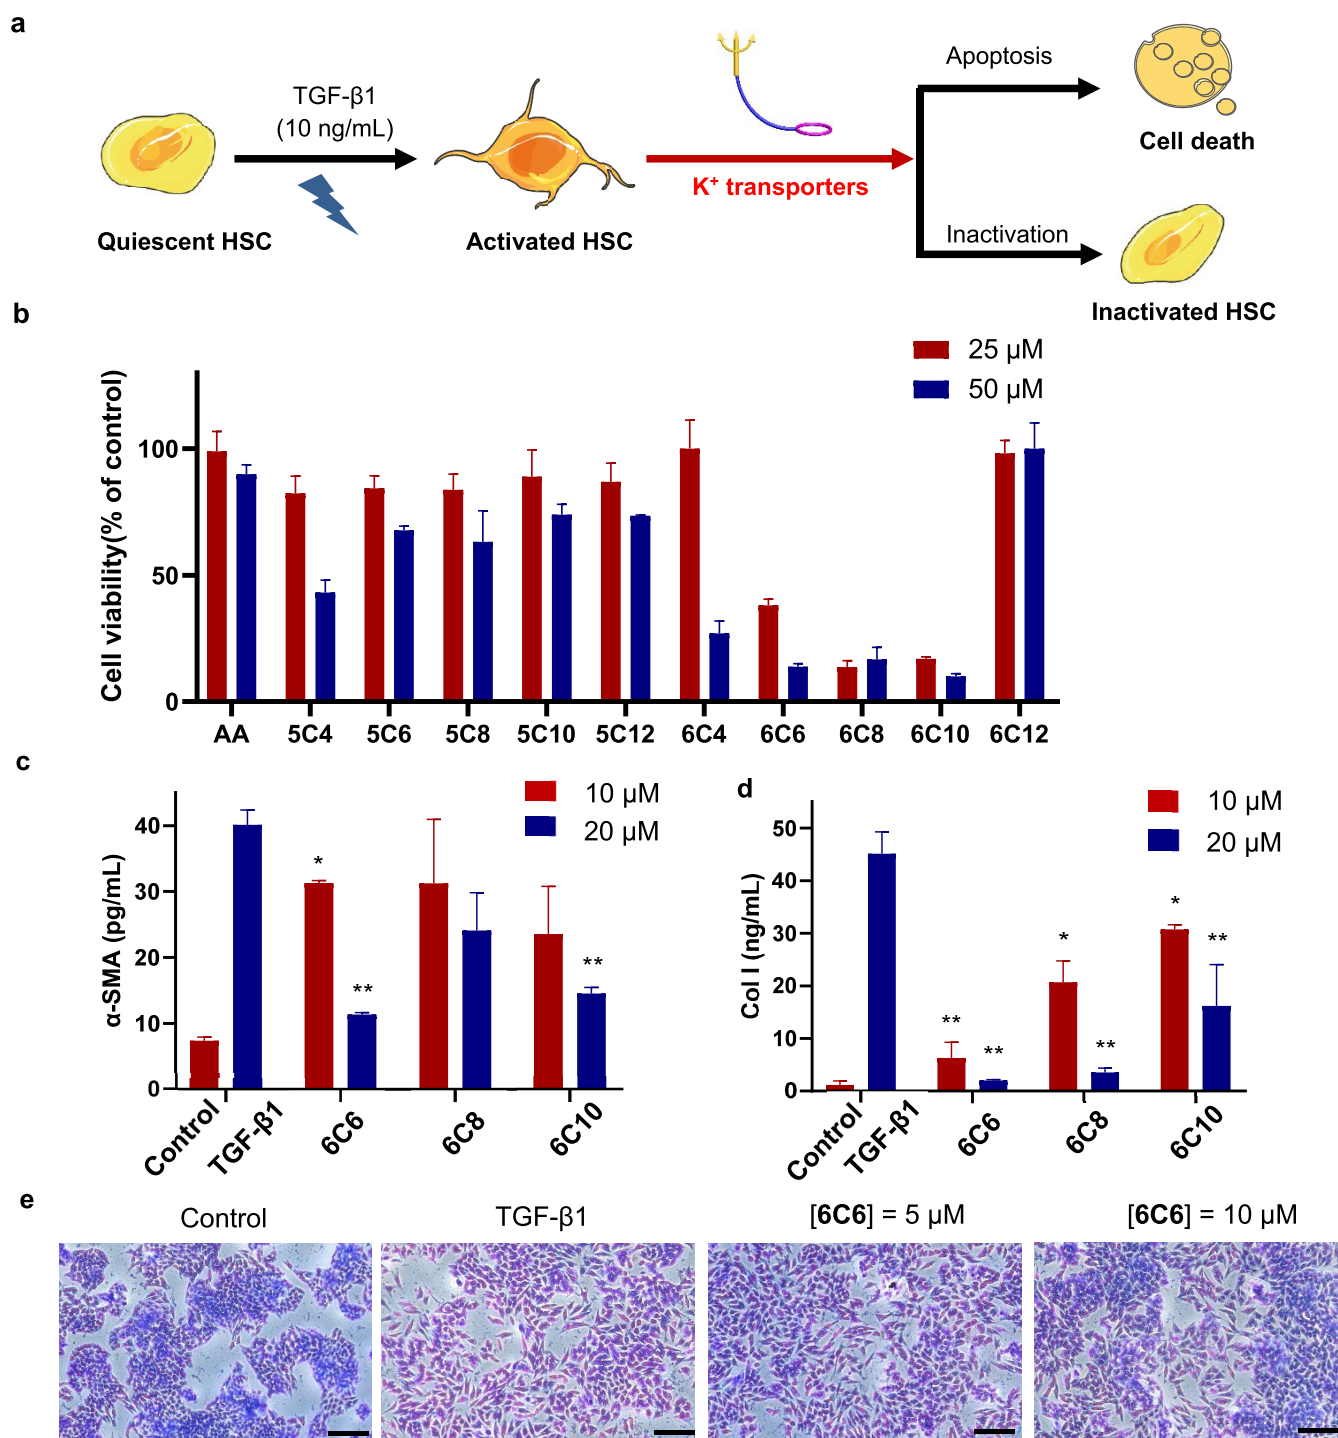 a
TGF-β1
(10 ng/mL)
Apoptosis
Cell death
K⁺ transporters
Quiescent HSC
Activated HSC
Inactivation
Inactivated HSC
b
25 µM
50 µM
Cell viability(% of control)
100
50
0
AA 5C4 5C6 5C8 5C10 5C12 6C4 6C6 6C8 6C10 6C12
c
10 µM
20 µM
α-SMA (pg/mL)
40
30
20
10
0
*
**
**
Control TGF-β1 6C6 6C8 6C10
d
10 µM
20 µM
Col I (ng/mL)
50
40
30
20
10
0
**
**
*
**
*
**
Control TGF-β1 6C6 6C8 6C10
e
Control TGF-β1 [6C6] = 5 µM [6C6] = 10 µM